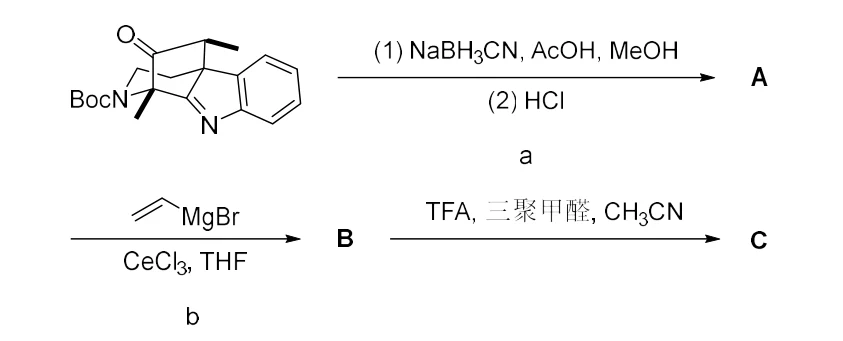 O
BocN
N
(1) NaBH₃CN, AcOH, MeOH
(2) HCl
a
A
MgBr
CeCl₃, THF
b
B
TFA, 三聚甲醛, CH₃CN
C